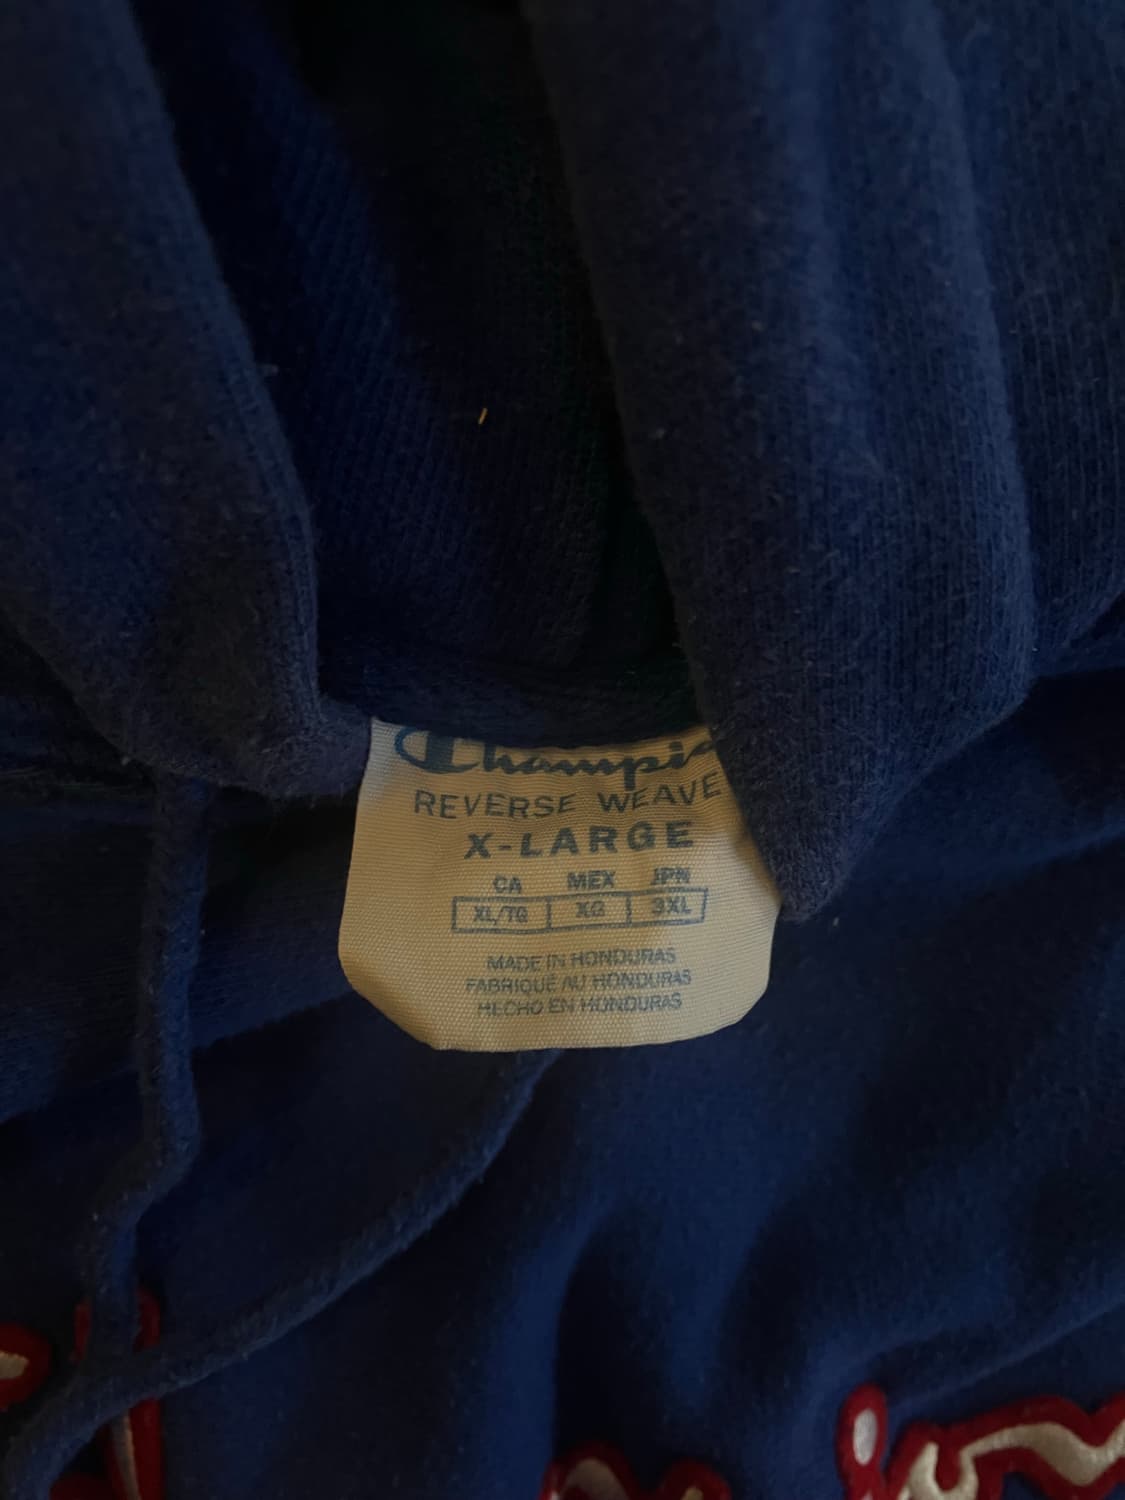 Champio
REVERSE WEAVE
X-LARGE
CA MEX JPN
XL/TG XG 3XL
MADE IN HONDURAS
FABRIQUÉ AU HONDURAS
HECHO EN HONDURAS